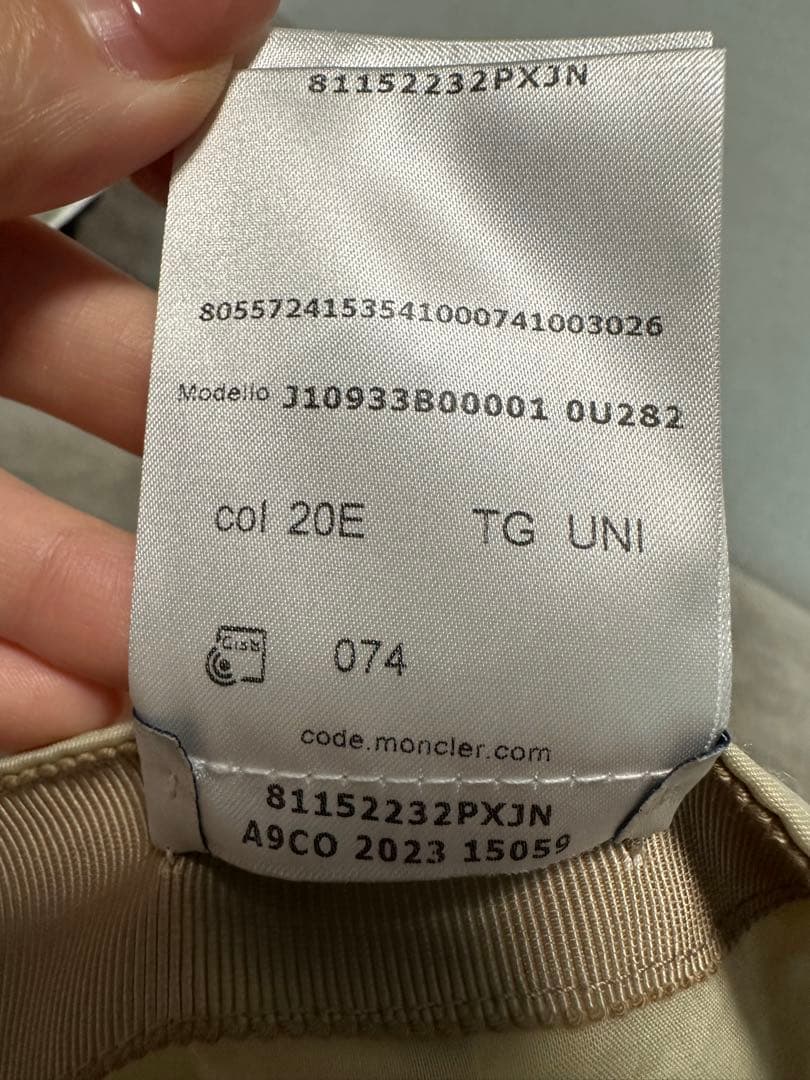 81152232PXJN
8055724153541000741003026
Modello J10933B00001 0U282
col 20E TG UNI
074
code.moncler.com
81152232PXJN
A9CO 2023 15059